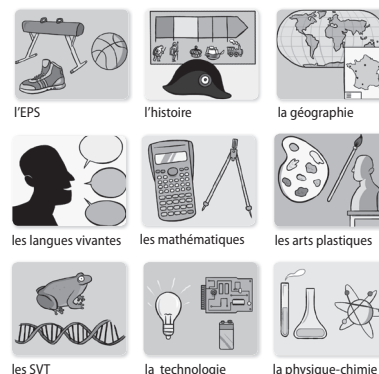 l'EPS
l'histoire
la géographie
les langues vivantes
les mathématiques
les arts plastiques
les SVT
la technologie
la physique-chimie